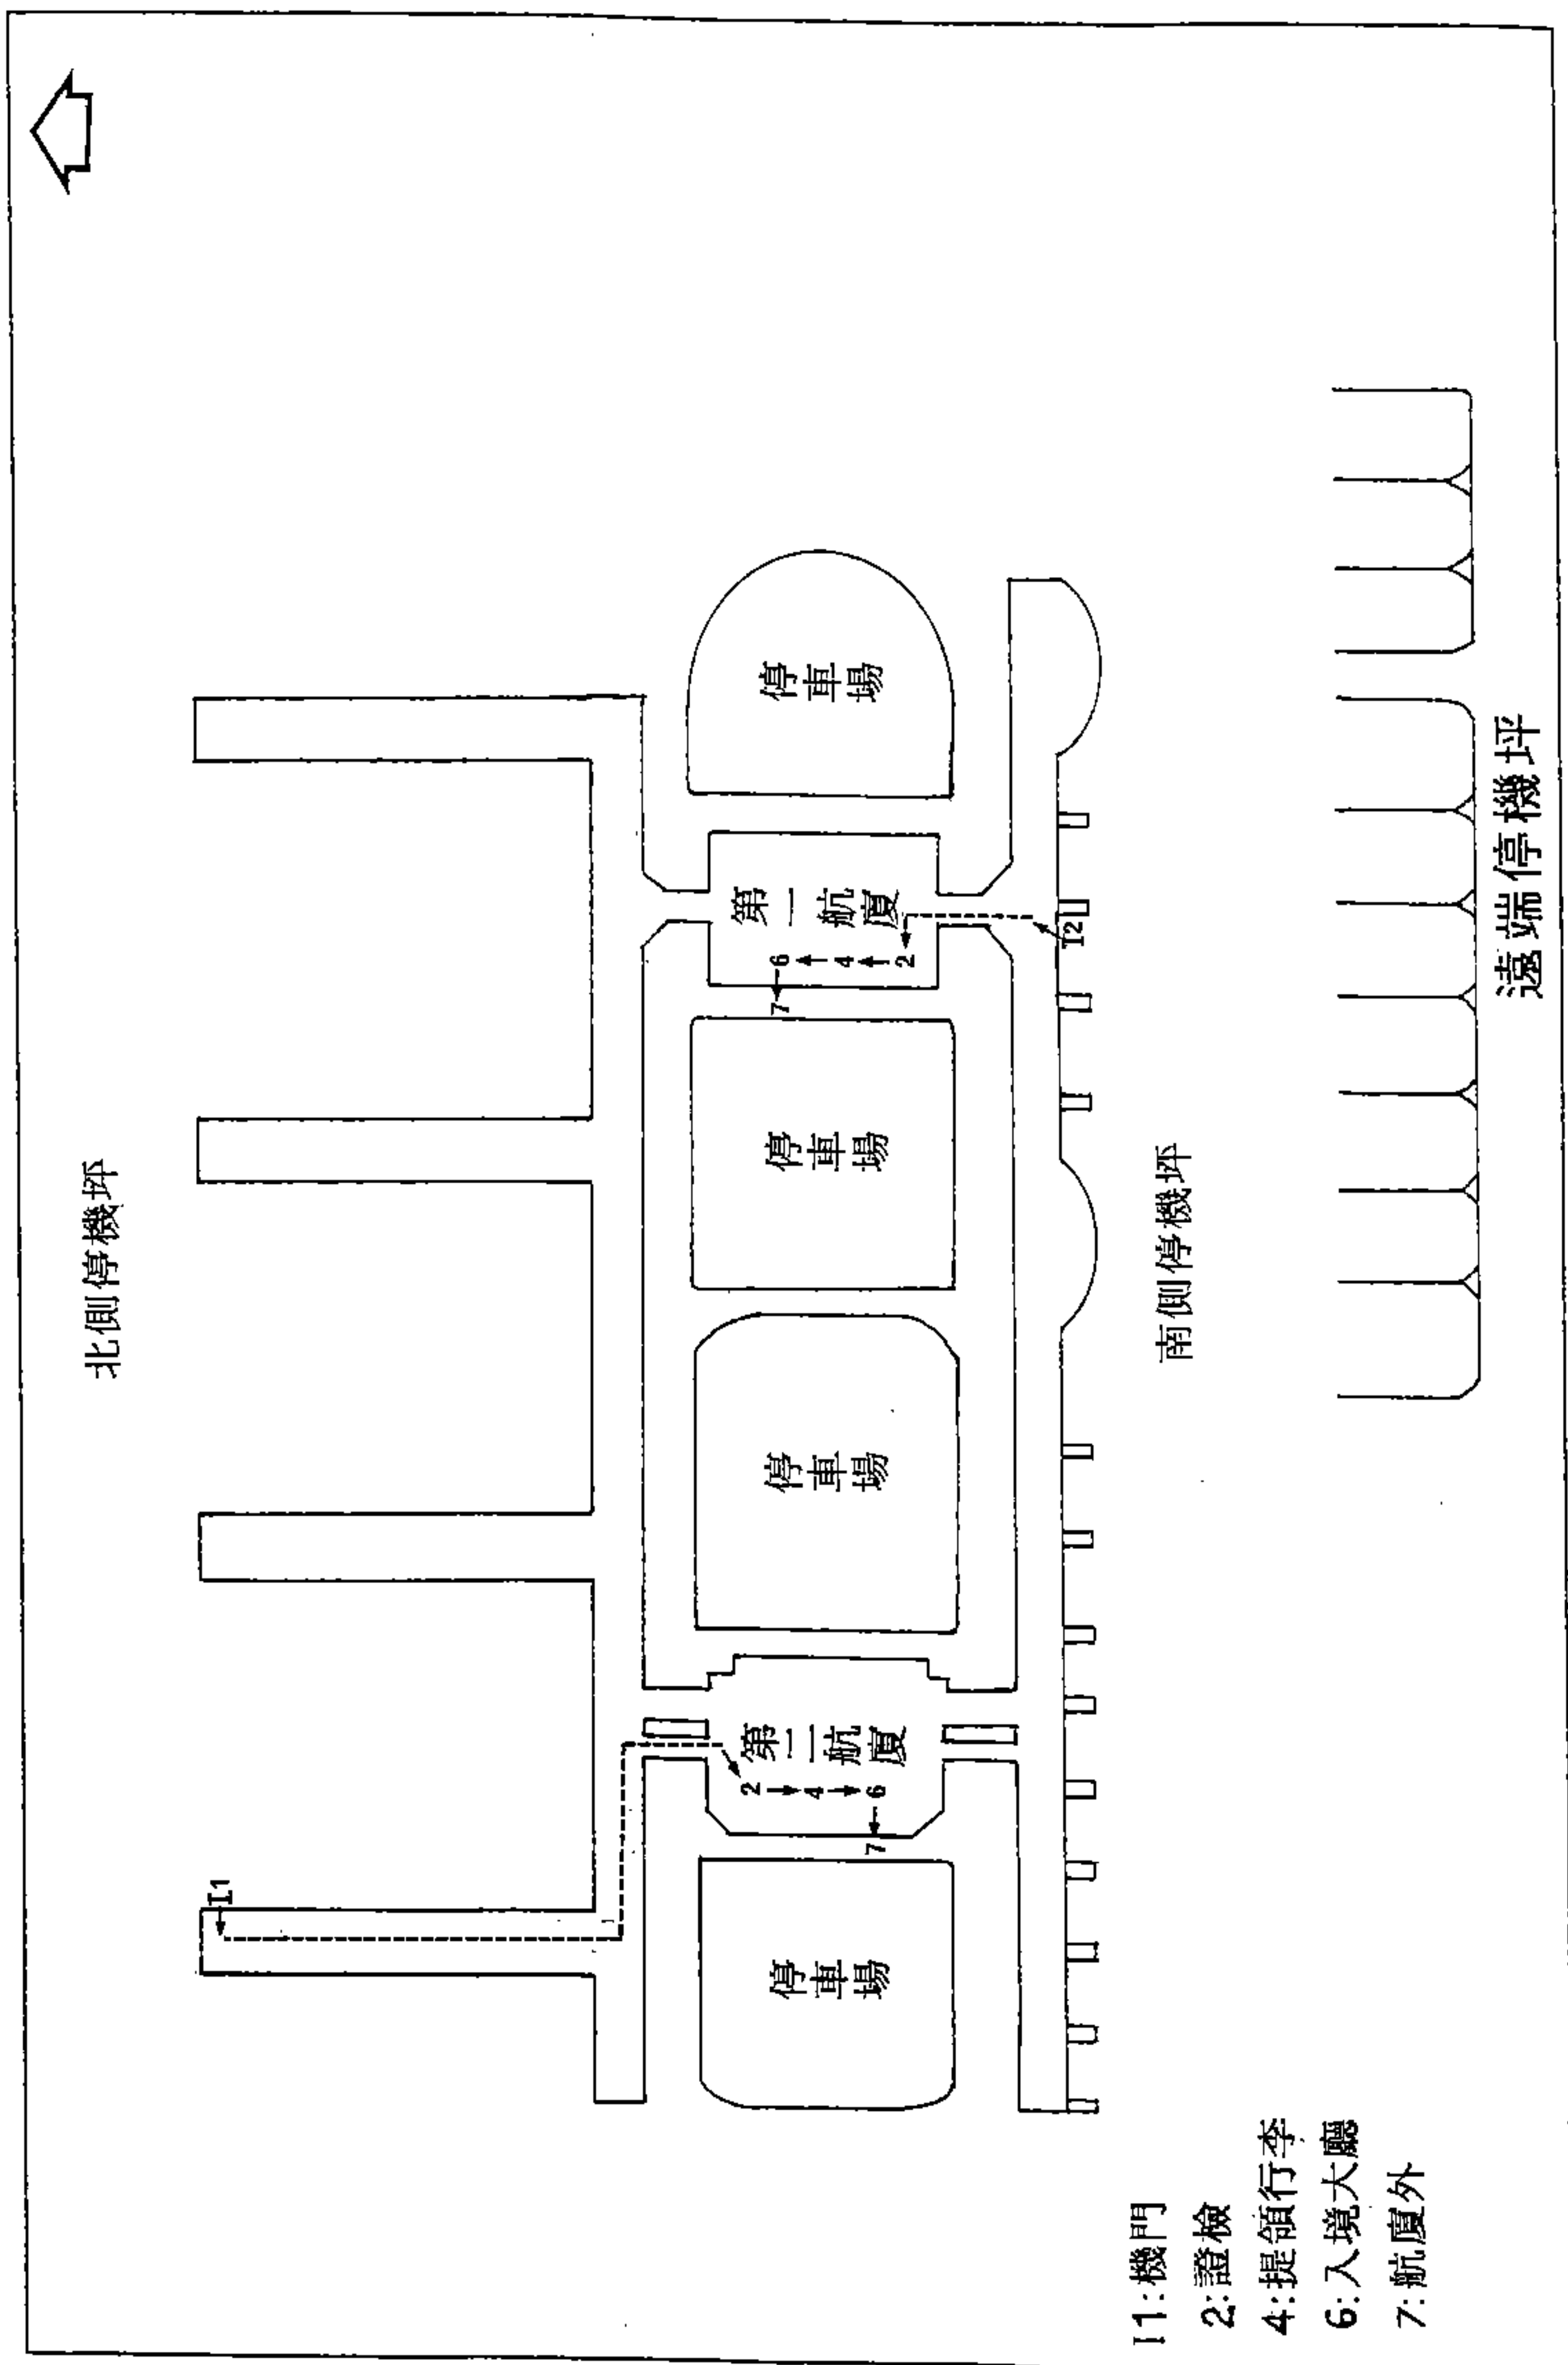 北側停機坪
I1
2
4
6
7
第二航廈
停車場
停車場
停車場
停車場
第一航廈
6
4
2
7
I2
南側停機坪
遠端停機坪
I1:機門
2:證檢
4:提領行李
6:入境大廳
7:航廈外